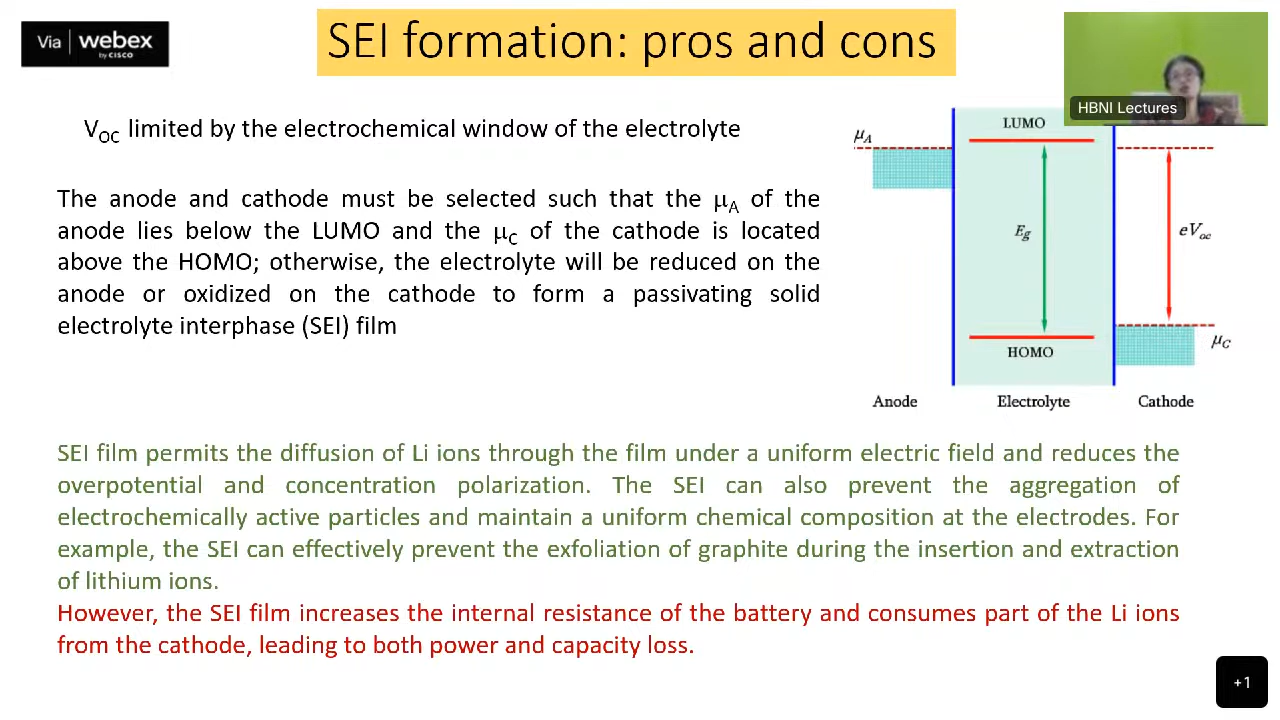 Via | webex
by CISCO
SEI formation: pros and cons
HBNI Lectures
V_OC limited by the electrochemical window of the electrolyte
The anode and cathode must be selected such that the μ_A of the
anode lies below the LUMO and the μ_C of the cathode is located
above the HOMO; otherwise, the electrolyte will be reduced on the
anode or oxidized on the cathode to form a passivating solid
electrolyte interphase (SEI) film
μ_A
LUMO
E_g
eV_oc
HOMO
μ_C
Anode
Electrolyte
Cathode
SEI film permits the diffusion of Li ions through the film under a uniform electric field and reduces the
overpotential and concentration polarization. The SEI can also prevent the aggregation of
electrochemically active particles and maintain a uniform chemical composition at the electrodes. For
example, the SEI can effectively prevent the exfoliation of graphite during the insertion and extraction
of lithium ions.
However, the SEI film increases the internal resistance of the battery and consumes part of the Li ions
from the cathode, leading to both power and capacity loss.
+1